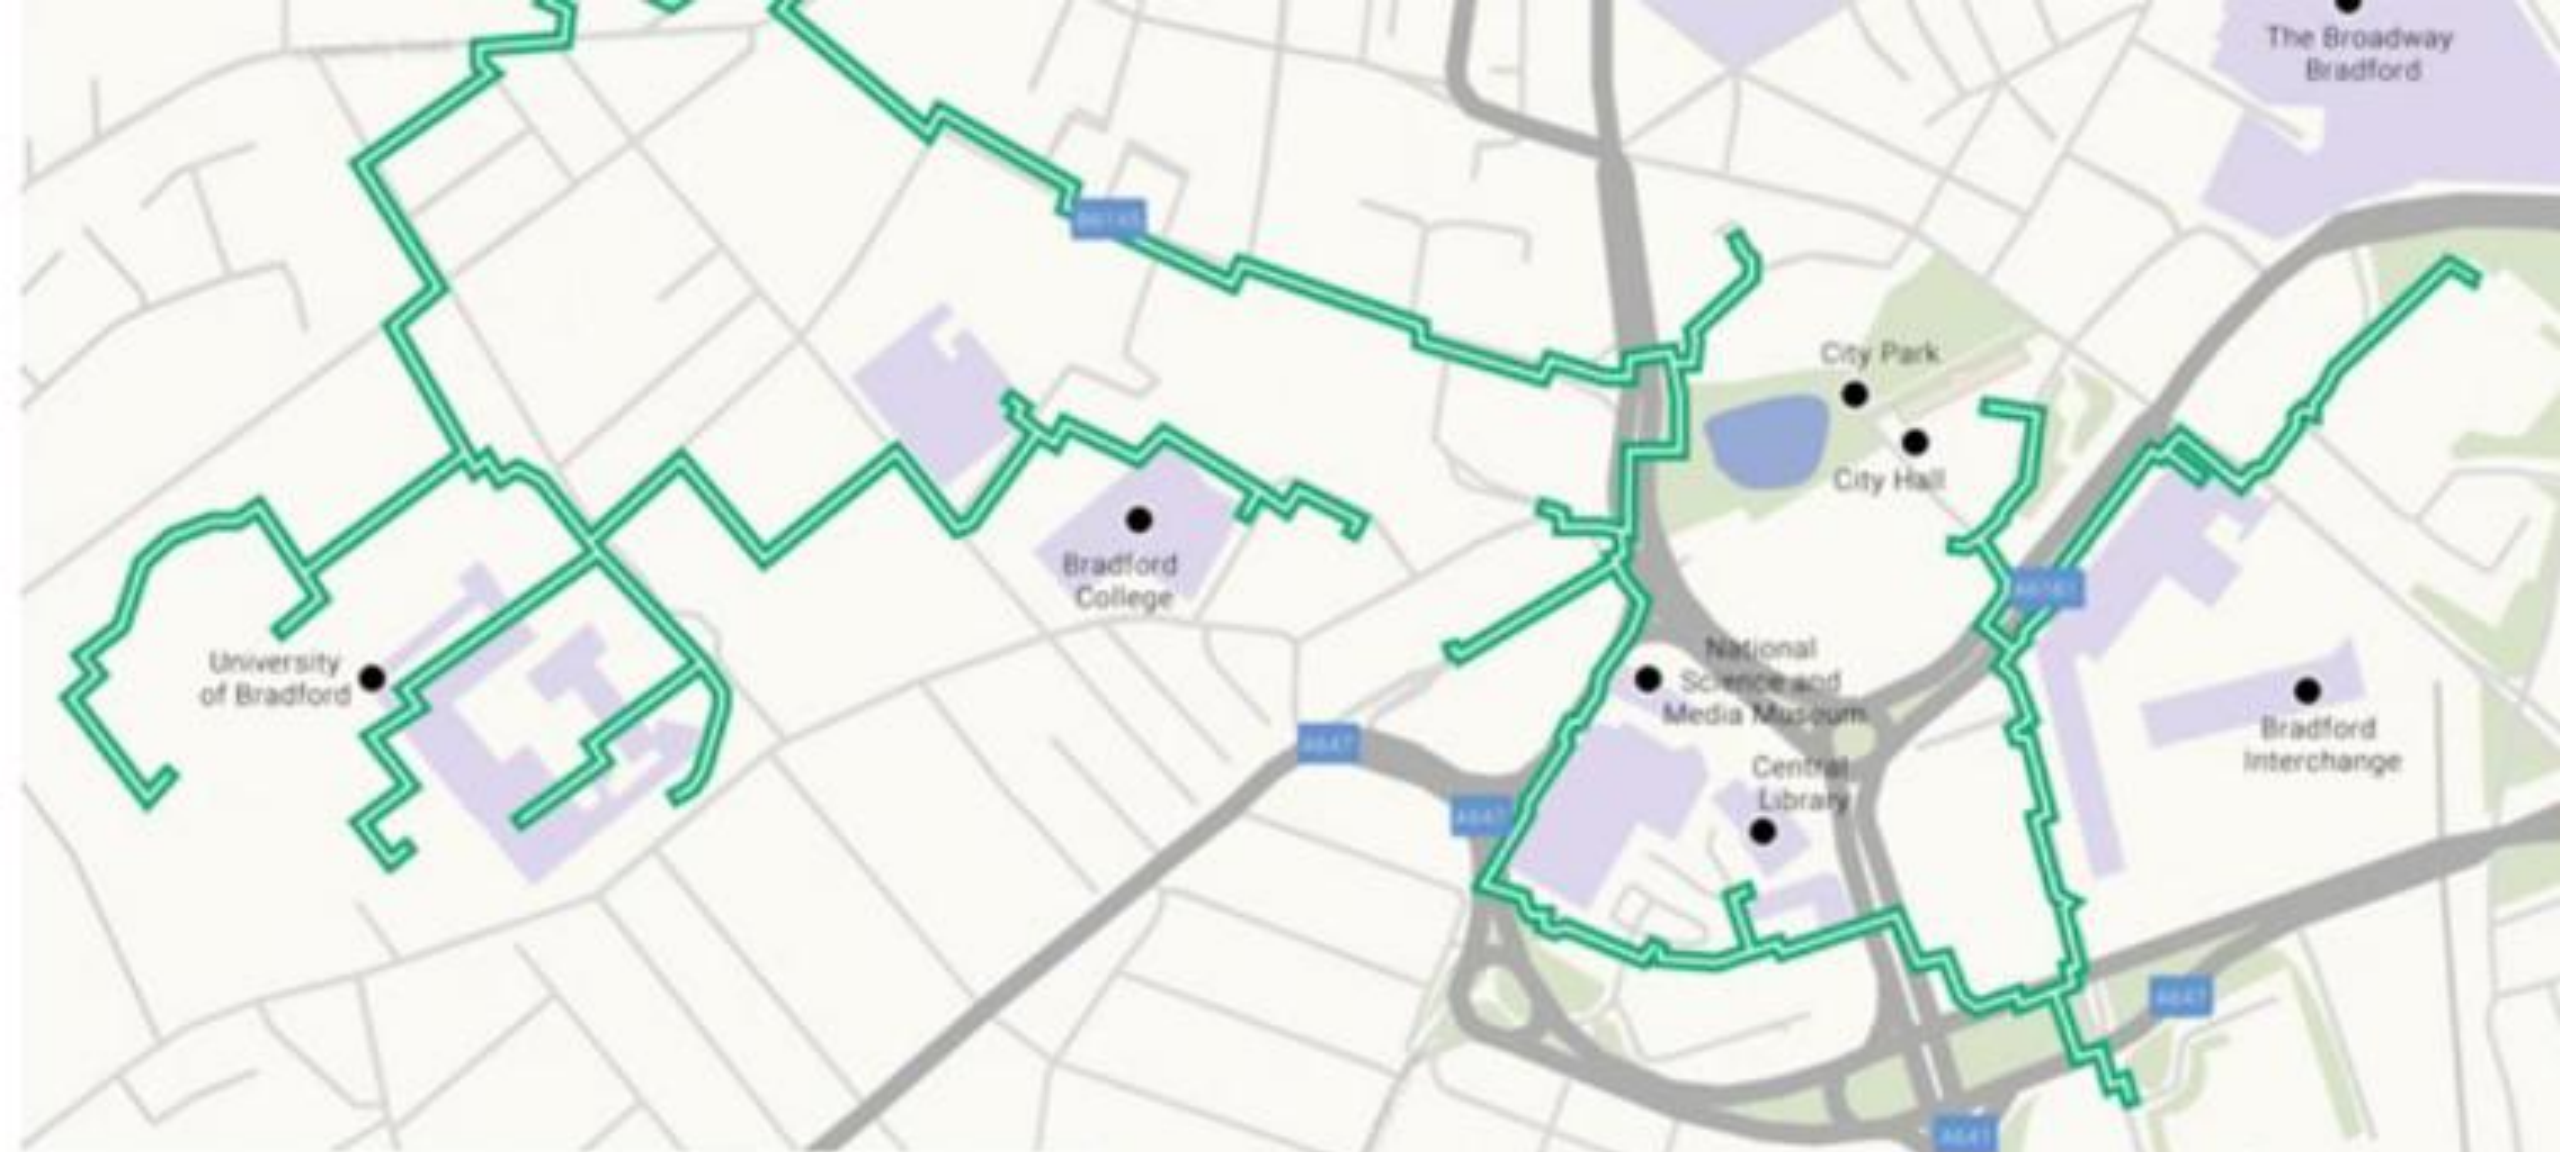 The Broadway
Bradford
City Park
City Hall
Bradford
College
University
of Bradford
National
Science and
Media Museum
A647
Central
Library
A647
Bradford
Interchange
A647
A641